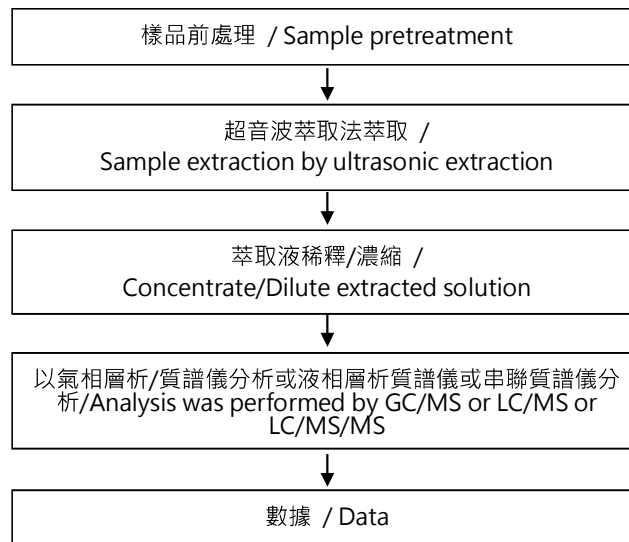 樣品前處理 / Sample pretreatment
超音波萃取法萃取 /
Sample extraction by ultrasonic extraction
萃取液稀釋/濃縮 /
Concentrate/Dilute extracted solution
以氣相層析/質譜儀分析或液相層析質譜儀或串聯質譜儀分
析/Analysis was performed by GC/MS or LC/MS or
LC/MS/MS
數據 / Data